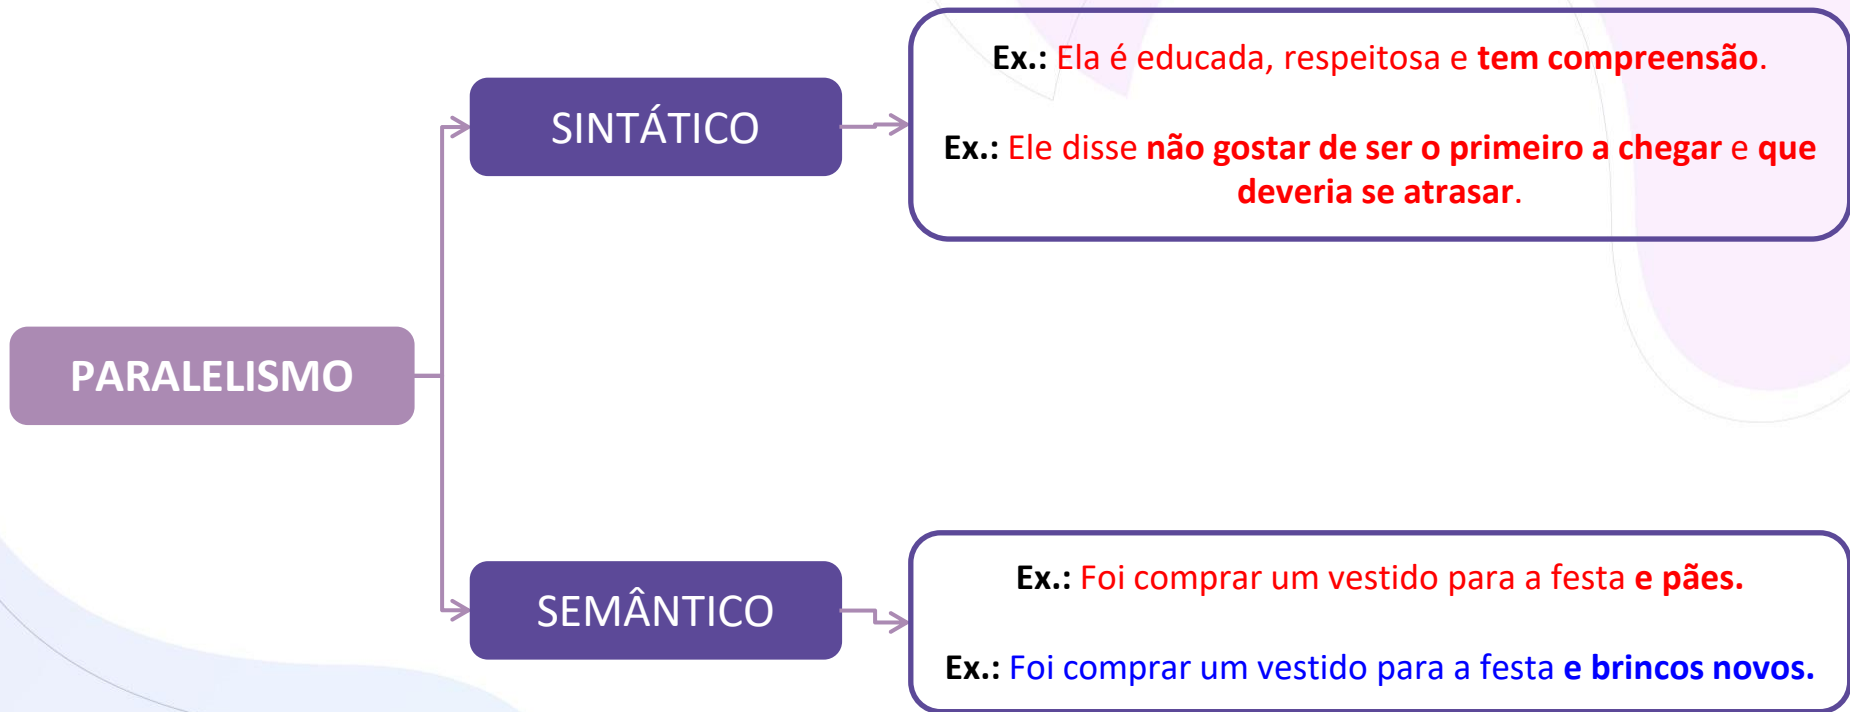 Ex.: Ela é educada, respeitosa e tem compreensão.
SINTÁTICO
Ex.: Ele disse não gostar de ser o primeiro a chegar e que
deveria se atrasar.
PARALELISMO
Ex.: Foi comprar um vestido para a festa e pães.
SEMÂNTICO
Ex.: Foi comprar um vestido para a festa e brincos novos.